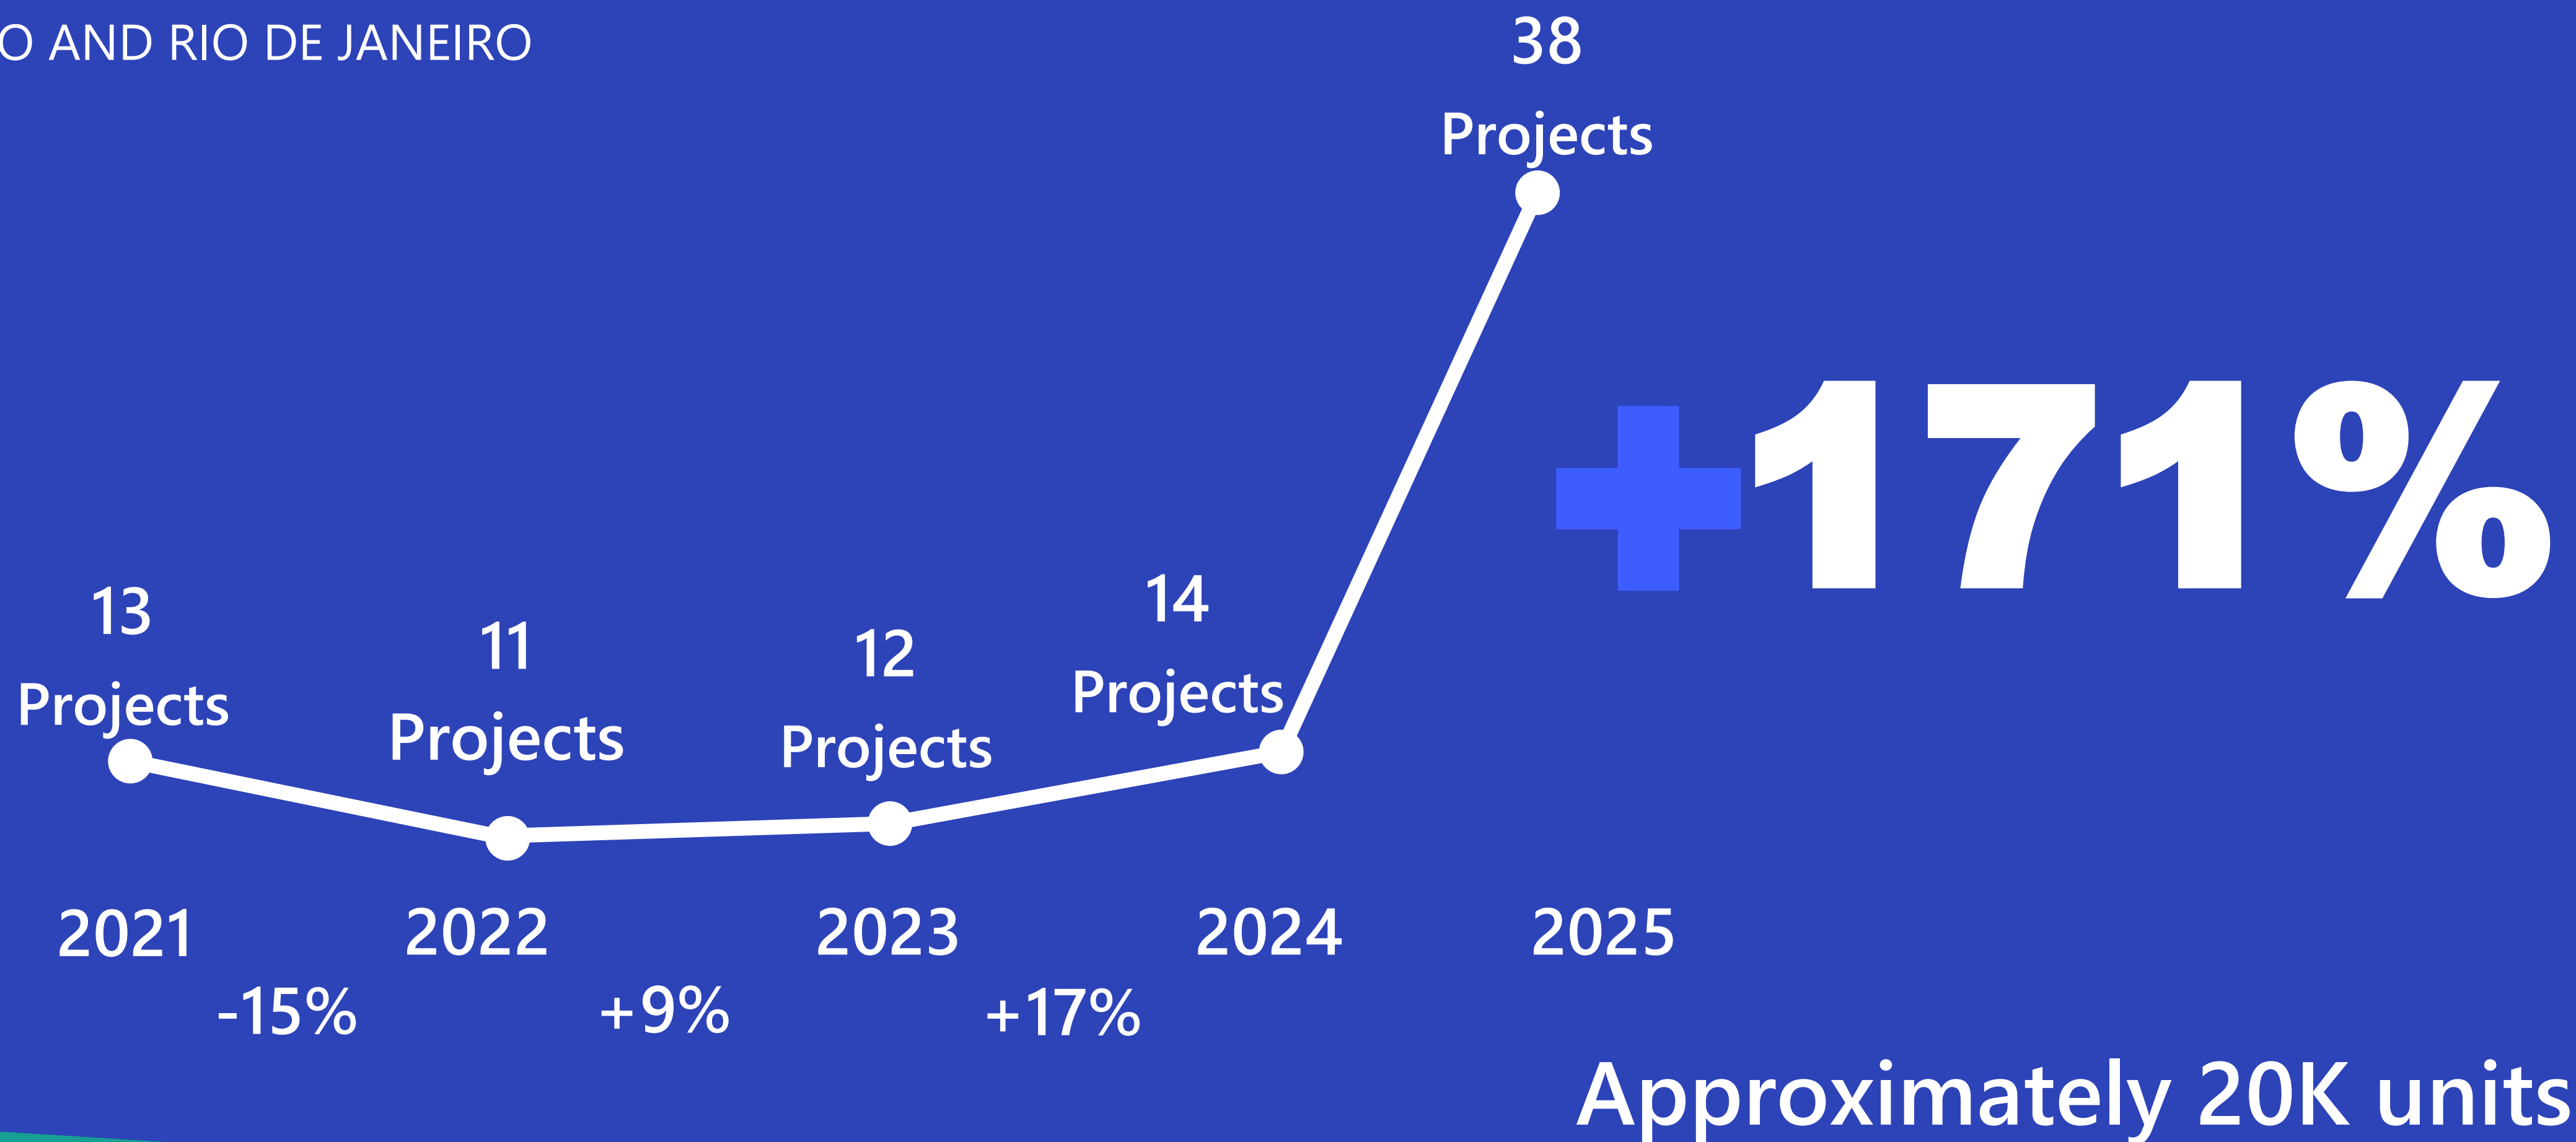 O AND RIO DE JANEIRO
38
Projects
+171%
13
Projects
11
Projects
12
Projects
14
Projects
2021
2022
2023
2024
2025
-15%
+9%
+17%
Approximately 20K units